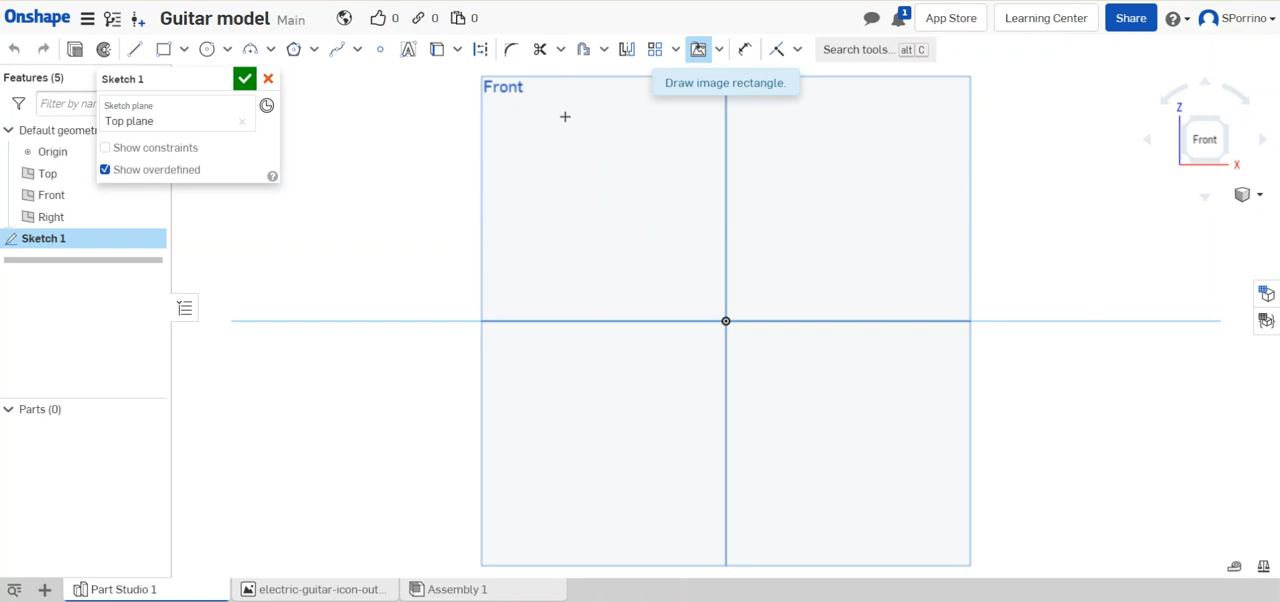 Onshape Guitar model Main 0 0 0 1 App Store Learning Center Share SPorrino
Search tools... alt C
Features (5)
Sketch 1
Draw image rectangle.
Front
Filter by nar
Sketch plane
Top plane
Default geometr
Show constraints
Origin
Show overdefined
Top
Front
Right
Sketch 1
Z
Front
X
Parts (0)
Part Studio 1 electric-guitar-icon-out... Assembly 1